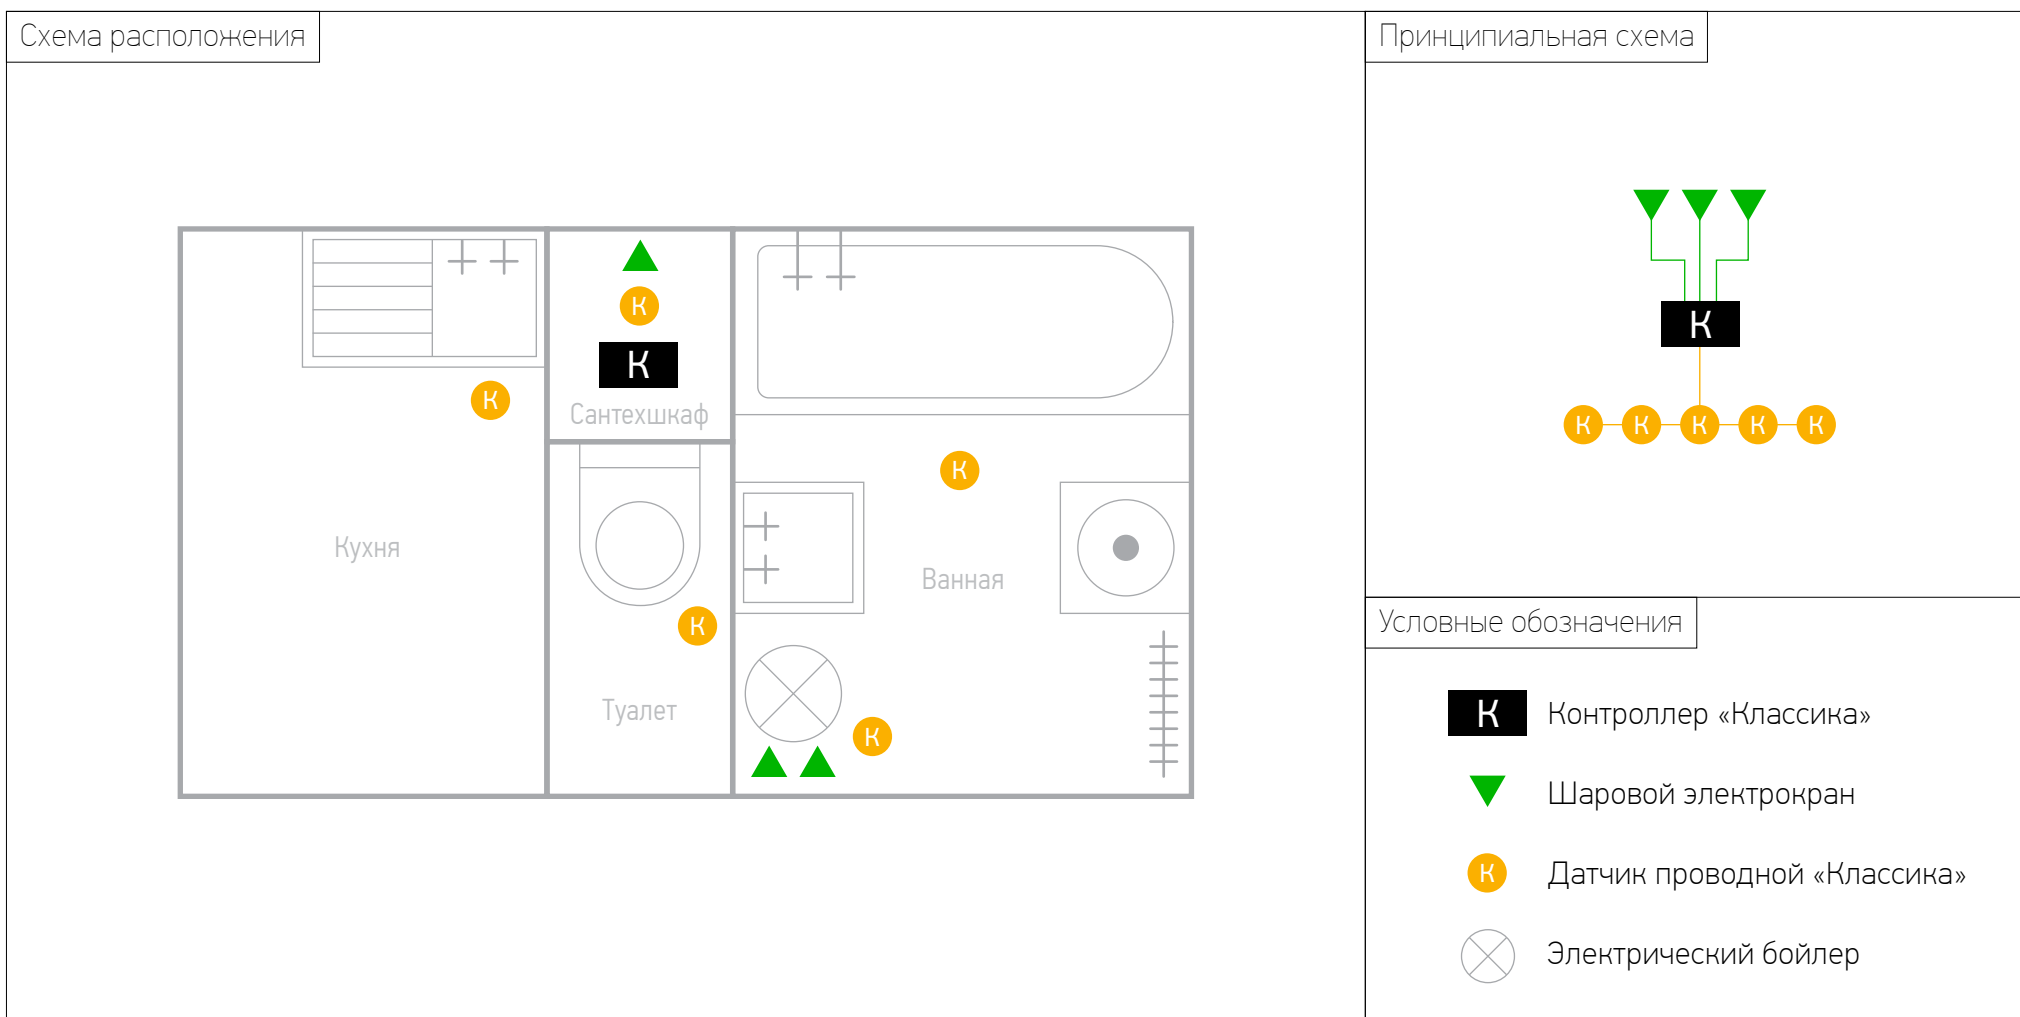 Схема расположения
К
К
К
Сантехшкаф
К
Кухня
Ванная
К
Туалет
К
Принципиальная схема
К
К К К К К
Условные обозначения
К Контроллер «Классика»
Шаровой электрокран
К Датчик проводной «Классика»
Электрический бойлер